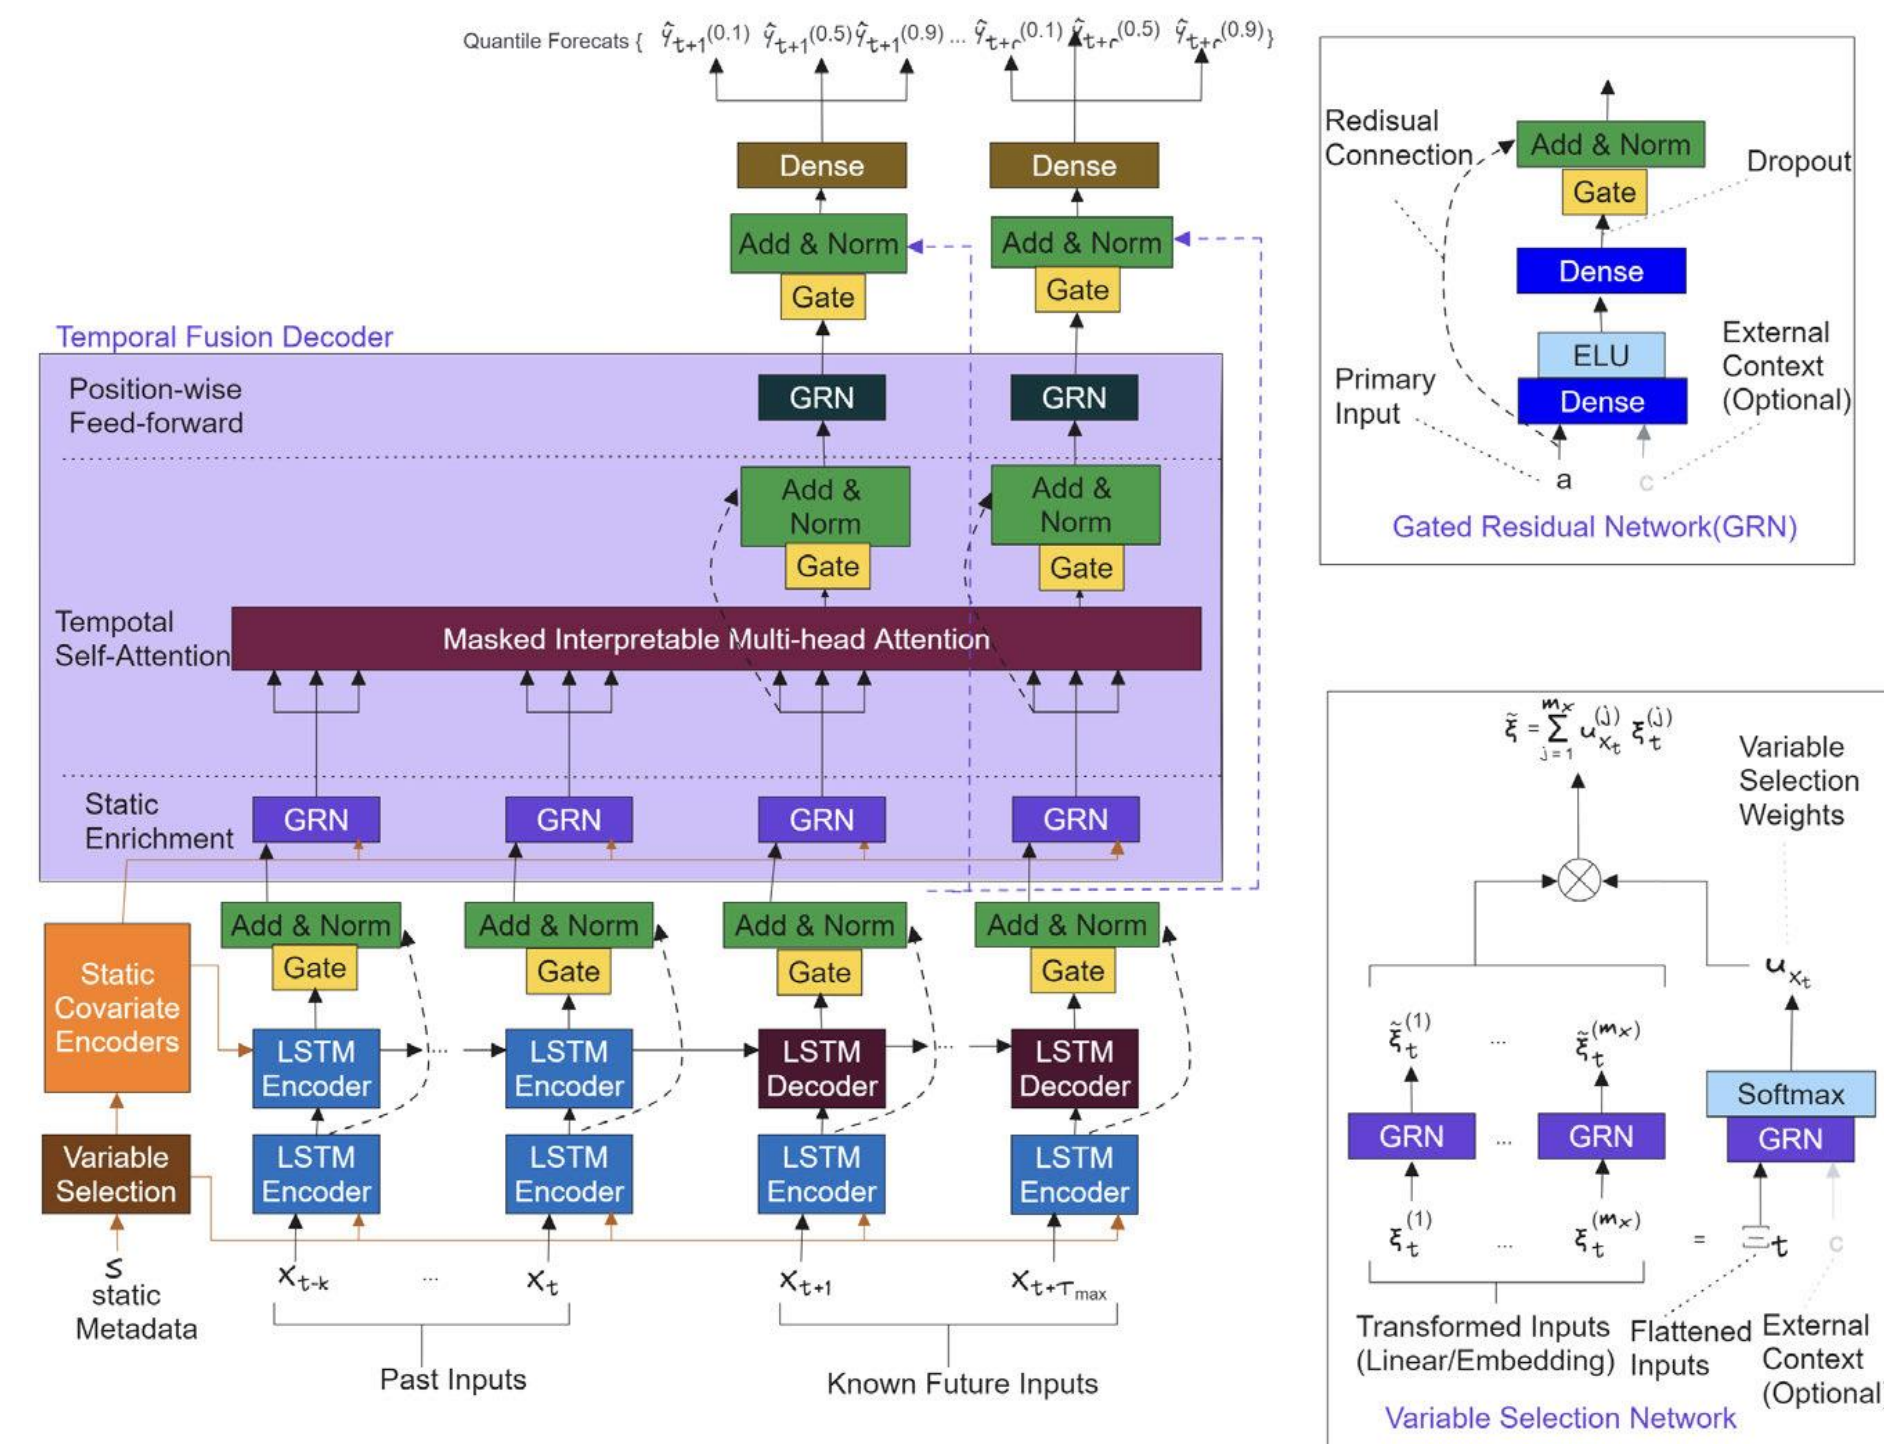 Quantile Forecats { ŷt+1(0.1) ŷt+1(0.5) ŷt+1(0.9) ... ŷt+τ(0.1) ŷt+τ(0.5) ŷt+τ(0.9) }
Dense
Dense
Add & Norm
Add & Norm
Gate
Gate
Temporal Fusion Decoder
Position-wise
Feed-forward
GRN
GRN
Add &
Norm
Add &
Norm
Gate
Gate
Tempotal
Self-Attention
Masked Interpretable Multi-head Attention
Static
Enrichment
GRN
GRN
GRN
GRN
Add & Norm
Add & Norm
Add & Norm
Add & Norm
Gate
Gate
Gate
Gate
Static
Covariate
Encoders
LSTM
Encoder
...
LSTM
Encoder
LSTM
Decoder
...
LSTM
Decoder
Variable
Selection
LSTM
Encoder
LSTM
Encoder
LSTM
Encoder
LSTM
Encoder
s
static
Metadata
xt-k
...
xt
xt+1
xt+τmax
Past Inputs
Known Future Inputs
Redisual
Connection
Add & Norm
Gate
Dropout
Dense
ELU
Dense
Primary
Input
External
Context
(Optional)
a
c
Gated Residual Network(GRN)
ξ̃ = Σ j=1 mx uxt(j) ξt(j)
Variable
Selection
Weights
uxt
ξ̃t(1) ... ξ̃t(mx)
Softmax
GRN
...
GRN
GRN
ξt(1) ... ξt(mx) = Ξt
c
Transformed Inputs
(Linear/Embedding)
Flattened
Inputs
External
Context
(Optional
Variable Selection Network